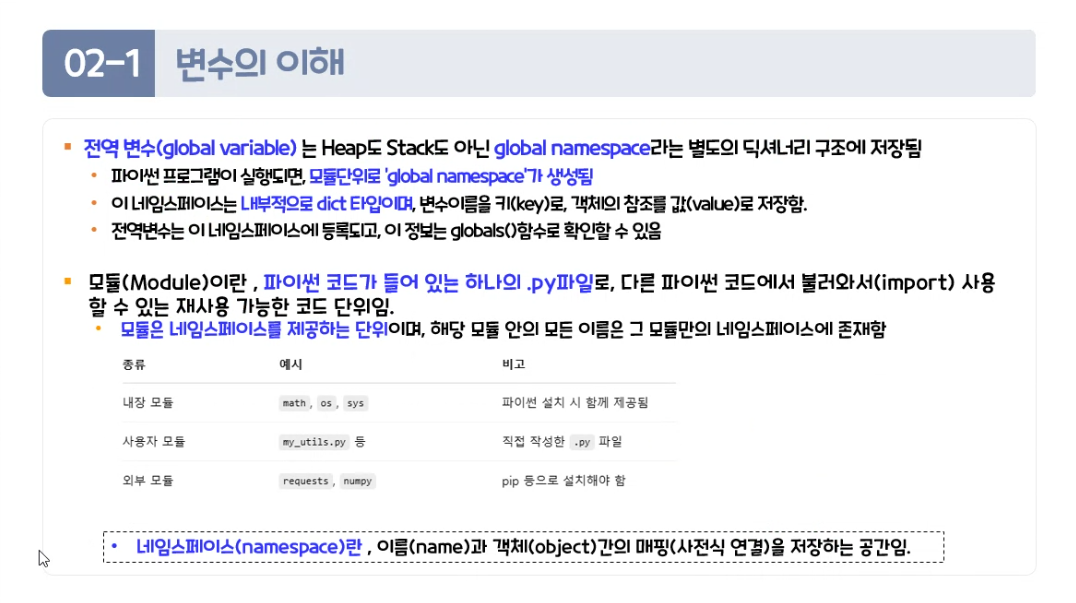 02-1 변수의 이해
전역 변수(global variable) 는 Heap도 Stack도 아닌 global namespace라는 별도의 딕셔너리 구조에 저장됨
파이썬 프로그램이 실행되면, 모듈단위로 'global namespace'가 생성됨
이 네임스페이스는 내부적으로 dict 타입이며, 변수이름을 키(key)로, 객체의 참조를 값(value)로 저장함.
전역변수는 이 네임스페이스에 등록되고, 이 정보는 globals()함수로 확인할 수 있음
모듈(Module)이란 , 파이썬 코드가 들어 있는 하나의 .py파일로, 다른 파이썬 코드에서 불러와서(import) 사용
할 수 있는 재사용 가능한 코드 단위임.
모듈은 네임스페이스를 제공하는 단위이며, 해당 모듈 안의 모든 이름은 그 모듈만의 네임스페이스에 존재함
종류 예시 비고
내장 모듈 math, os, sys 파이썬 설치 시 함께 제공됨
사용자 모듈 my_utils.py 등 직접 작성한 .py 파일
외부 모듈 requests, numpy pip 등으로 설치해야 함
네임스페이스(namespace)란 , 이름(name)과 객체(object)간의 매핑(사전식 연결)을 저장하는 공간임.